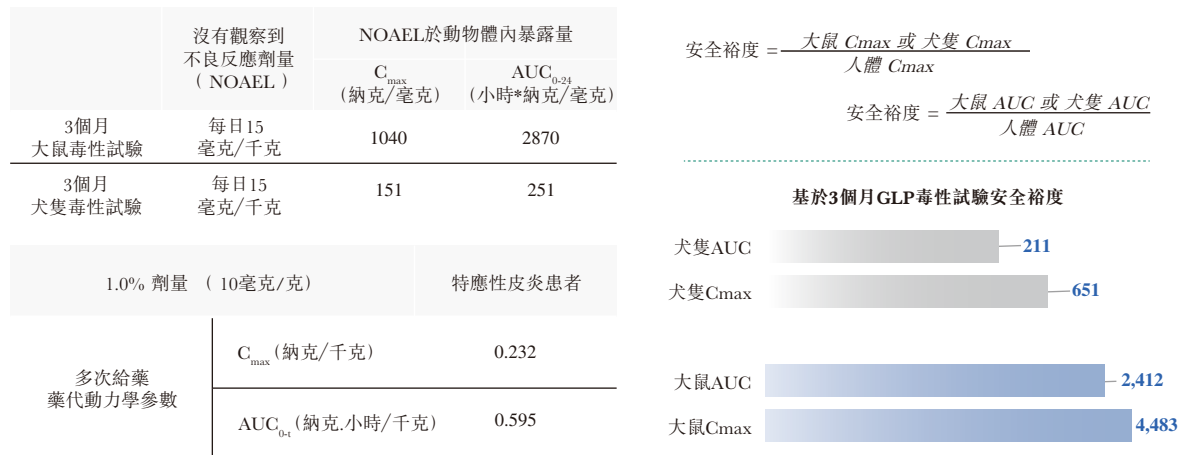 沒有觀察到
不良反應劑量
（ NOAEL ）
NOAEL於動物體內暴露量
Cmax
(納克/毫克)
AUC0-24
(小時*納克/毫克)
3個月
大鼠毒性試驗
每日15
毫克/千克
1040
2870
3個月
犬隻毒性試驗
每日15
毫克/千克
151
251
1.0% 劑量 （ 10毫克/克）
特應性皮炎患者
多次給藥
藥代動力學參數
Cmax (納克/千克)
0.232
AUC0-t (納克.小時/千克)
0.595
安全裕度 = 大鼠 Cmax 或 犬隻 Cmax
人體 Cmax
安全裕度 = 大鼠 AUC 或 犬隻 AUC
人體 AUC
基於3個月GLP毒性試驗安全裕度
犬隻AUC 211
犬隻Cmax 651
大鼠AUC 2,412
大鼠Cmax 4,483